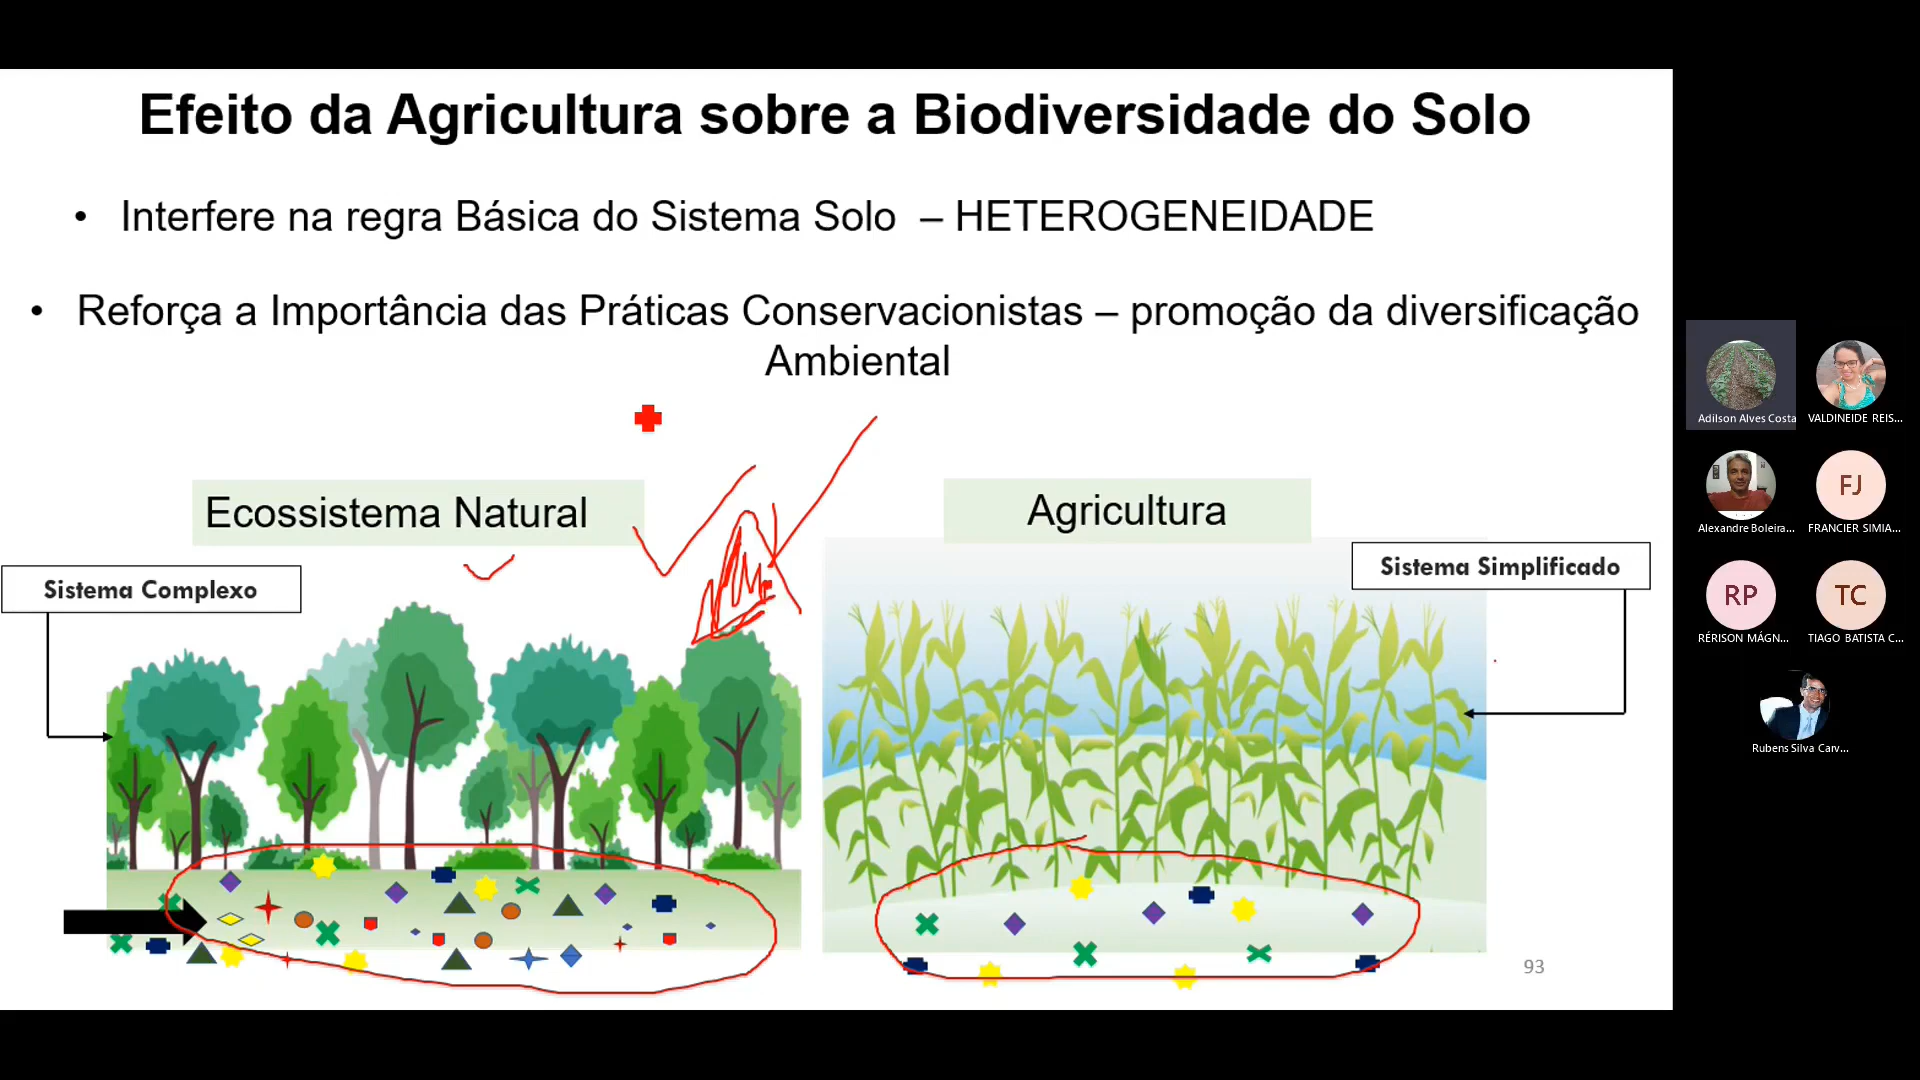 Efeito da Agricultura sobre a Biodiversidade do Solo
• Interfere na regra Básica do Sistema Solo – HETEROGENEIDADE
• Reforça a Importância das Práticas Conservacionistas – promoção da diversificação
Ambiental
Ecossistema Natural
Agricultura
Sistema Complexo
Sistema Simplificado
93
Adilson Alves Costa
VALDINEIDE REIS...
Alexandre Boleira...
FJ
FRANCIER SIMIA...
RP
RÉRISON MÁGN...
TC
TIAGO BATISTA C...
Rubens Silva Carv...